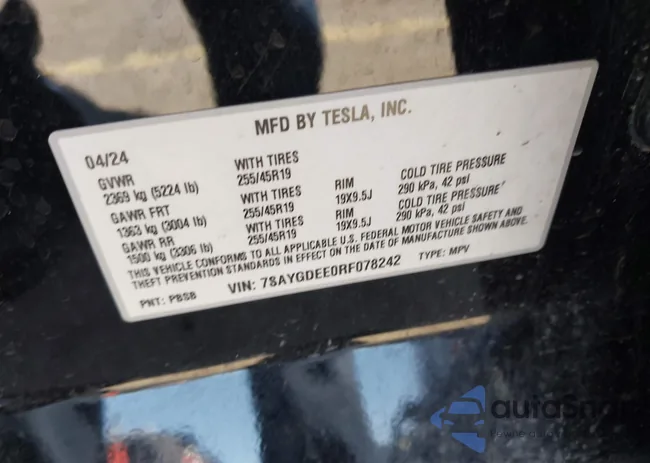 MFD BY TESLA, INC.
04/24
GVWR WITH TIRES
2369 kg (5224 lb) 255/45R19 RIM COLD TIRE PRESSURE
GAWR FRT WITH TIRES 19X9.5J 290 kPa, 42 psi
1363 kg (3004 lb) 255/45R19 RIM COLD TIRE PRESSURE
GAWR RR WITH TIRES 19X9.5J 290 kPa, 42 psi
1500 kg (3306 lb) 255/45R19
THIS VEHICLE CONFORMS TO ALL APPLICABLE U.S. FEDERAL MOTOR VEHICLE SAFETY AND
THEFT PREVENTION STANDARDS IN EFFECT ON THE DATE OF MANUFACTURE SHOWN ABOVE.
PNT: PBSB VIN: 7SAYGDEE0RF078242 TYPE: MPV